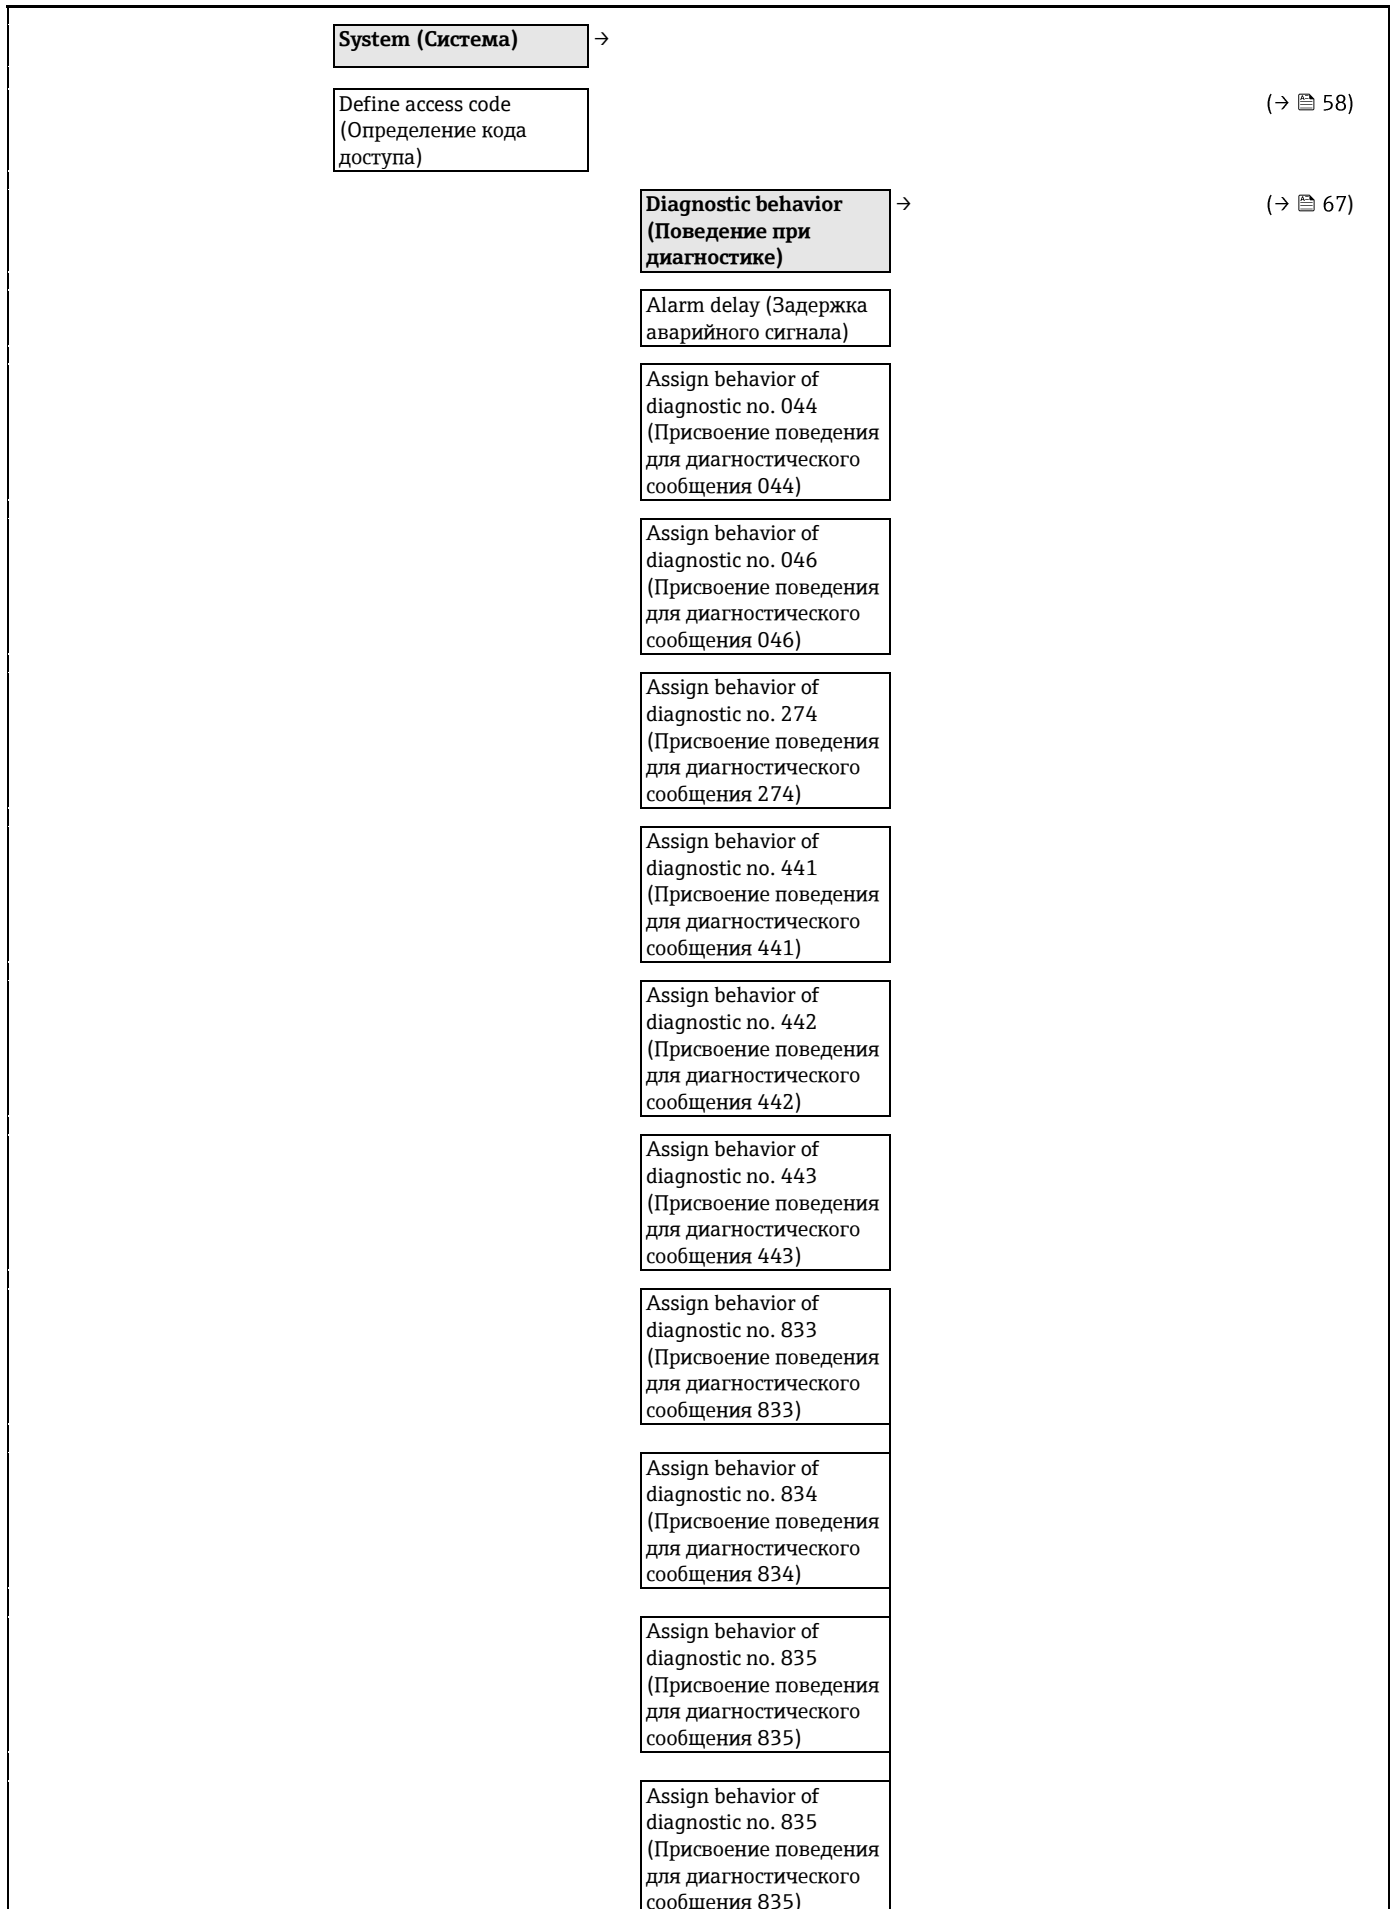 System (Система) →
Define access code
(Определение кода
доступа)
(→ 🖺 58)
Diagnostic behavior
(Поведение при
диагностике)
→
(→ 🖺 67)
Alarm delay (Задержка
аварийного сигнала)
Assign behavior of
diagnostic no. 044
(Присвоение поведения
для диагностического
сообщения 044)
Assign behavior of
diagnostic no. 046
(Присвоение поведения
для диагностического
сообщения 046)
Assign behavior of
diagnostic no. 274
(Присвоение поведения
для диагностического
сообщения 274)
Assign behavior of
diagnostic no. 441
(Присвоение поведения
для диагностического
сообщения 441)
Assign behavior of
diagnostic no. 442
(Присвоение поведения
для диагностического
сообщения 442)
Assign behavior of
diagnostic no. 443
(Присвоение поведения
для диагностического
сообщения 443)
Assign behavior of
diagnostic no. 833
(Присвоение поведения
для диагностического
сообщения 833)
Assign behavior of
diagnostic no. 834
(Присвоение поведения
для диагностического
сообщения 834)
Assign behavior of
diagnostic no. 835
(Присвоение поведения
для диагностического
сообщения 835)
Assign behavior of
diagnostic no. 835
(Присвоение поведения
для диагностического
сообщения 835)